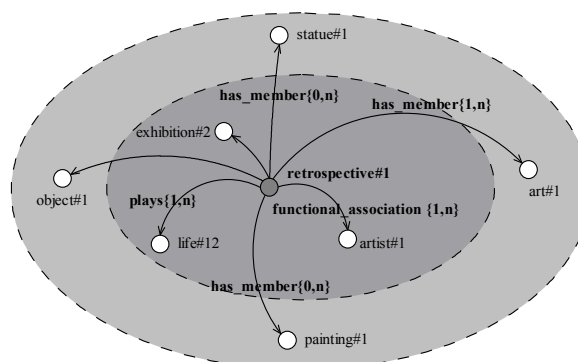 statue#1
has_member{0,n}
has_member{1,n}
exhibition#2
retrospective#1
art#1
object#1
plays{1,n}
functional_association {1,n}
life#12
artist#1
has_member{0,n}
painting#1